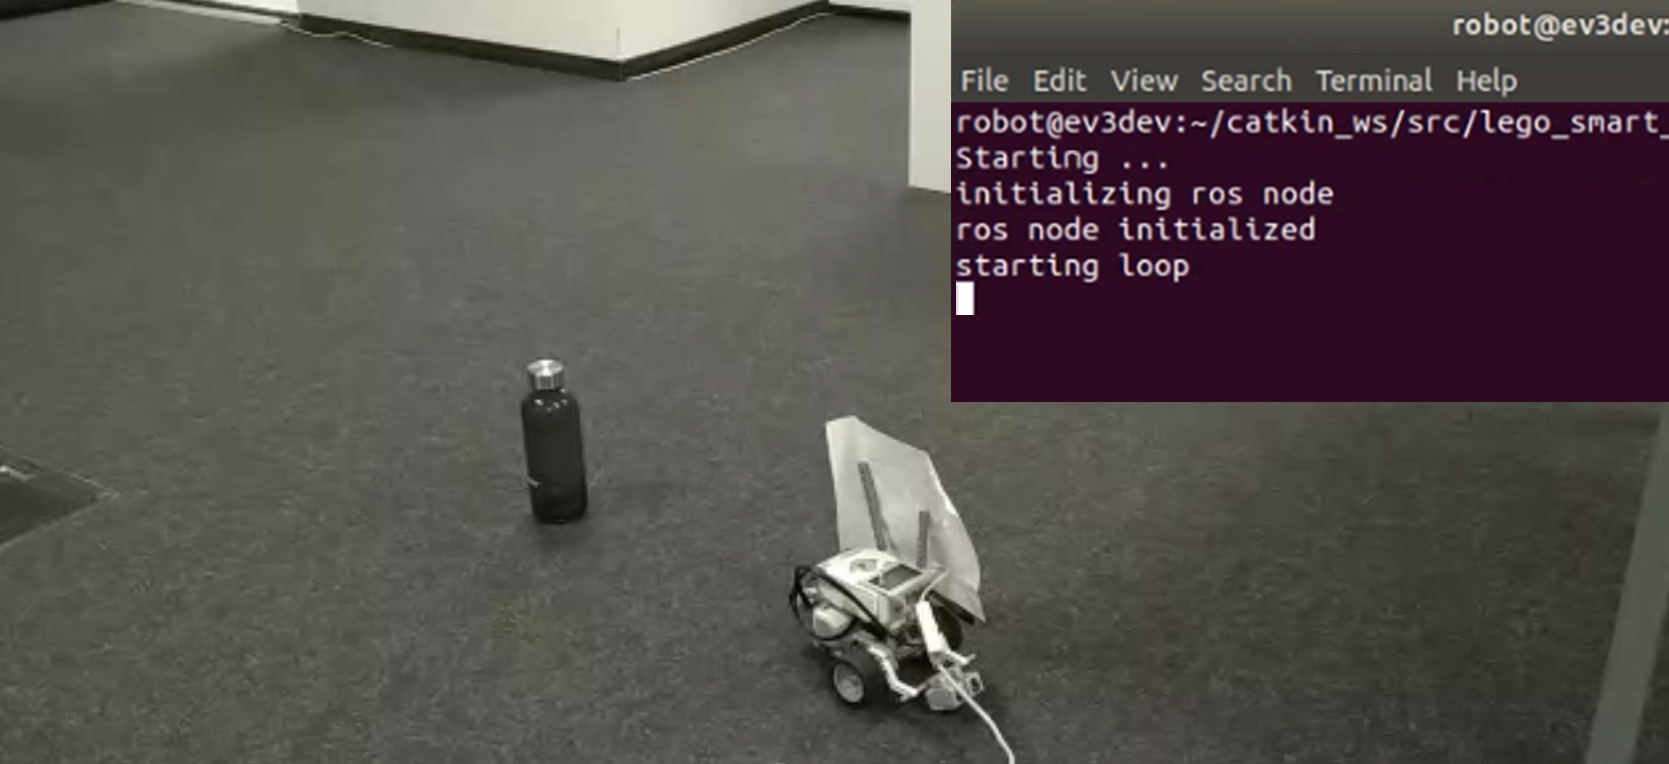 robot@ev3dev:
File Edit View Search Terminal Help
robot@ev3dev:~/catkin_ws/src/lego_smart_
Starting ...
initializing ros node
ros node initialized
starting loop